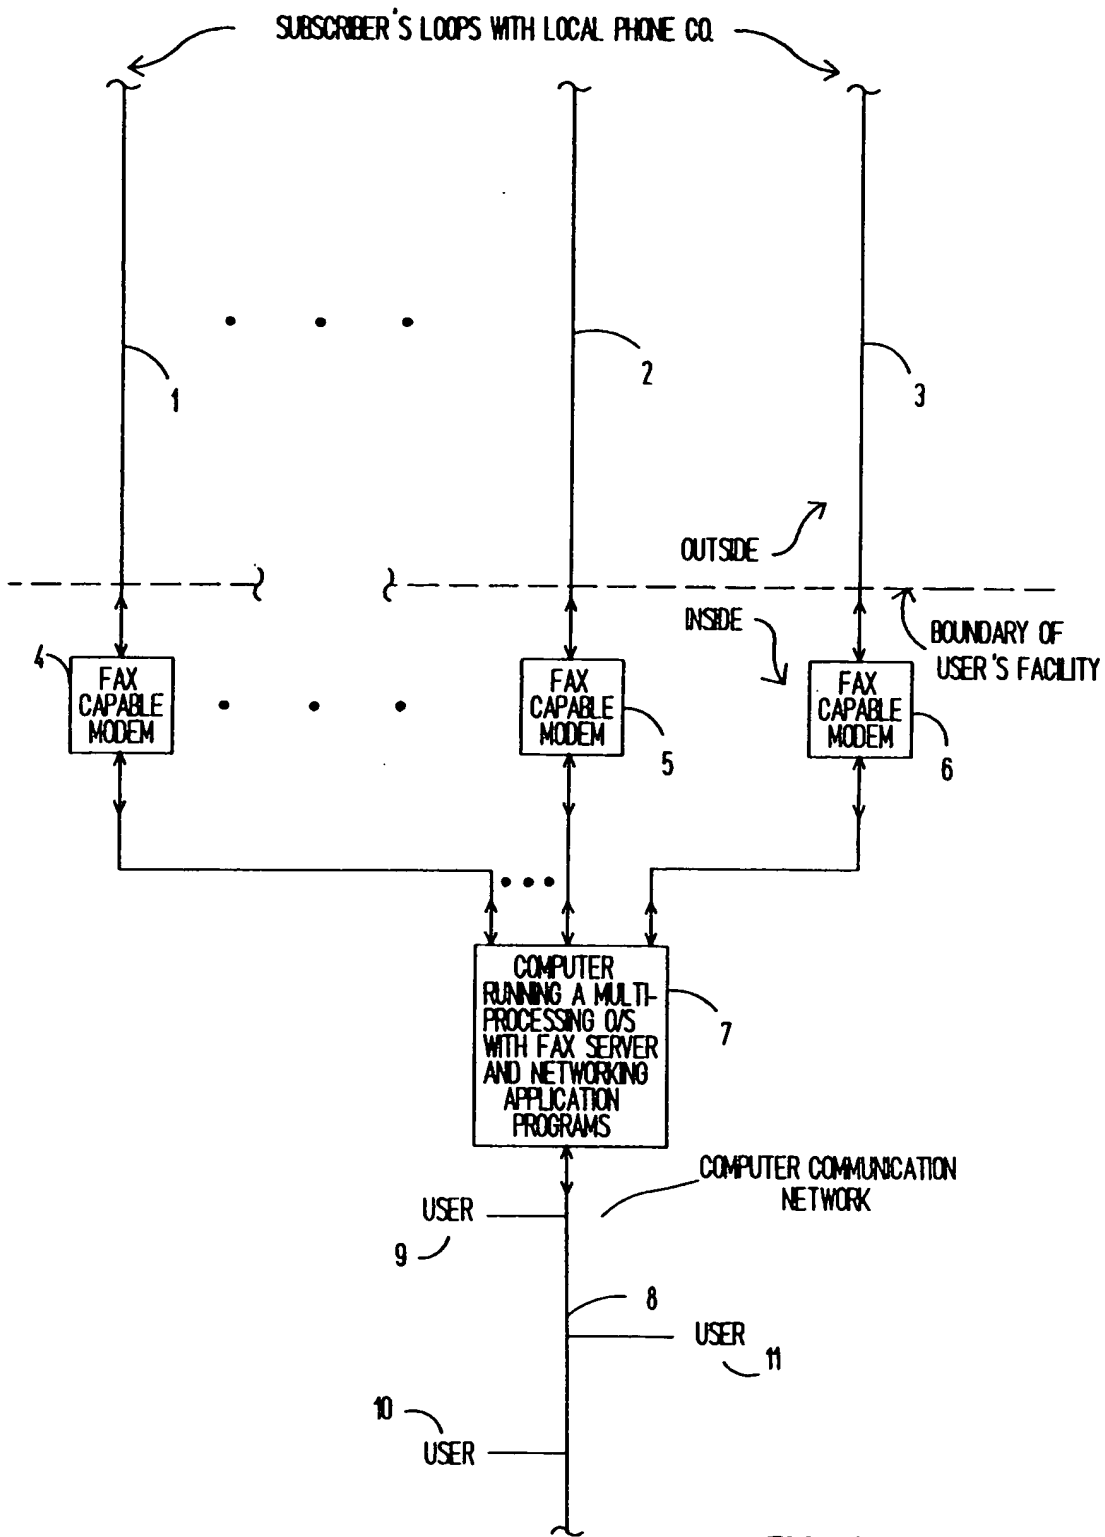 SUBSCRIBER'S LOOPS WITH LOCAL PHONE CO.
1
2
3
OUTSIDE
INSIDE
BOUNDARY OF
USER'S FACILITY
4
FAX
CAPABLE
MODEM
FAX
CAPABLE
MODEM
5
FAX
CAPABLE
MODEM
6
COMPUTER
RUNNING A MULTI-
PROCESSING O/S
WITH FAX SERVER
AND NETWORKING
APPLICATION
PROGRAMS
7
COMPUTER COMMUNICATION
NETWORK
USER
9
8
USER
11
10
USER